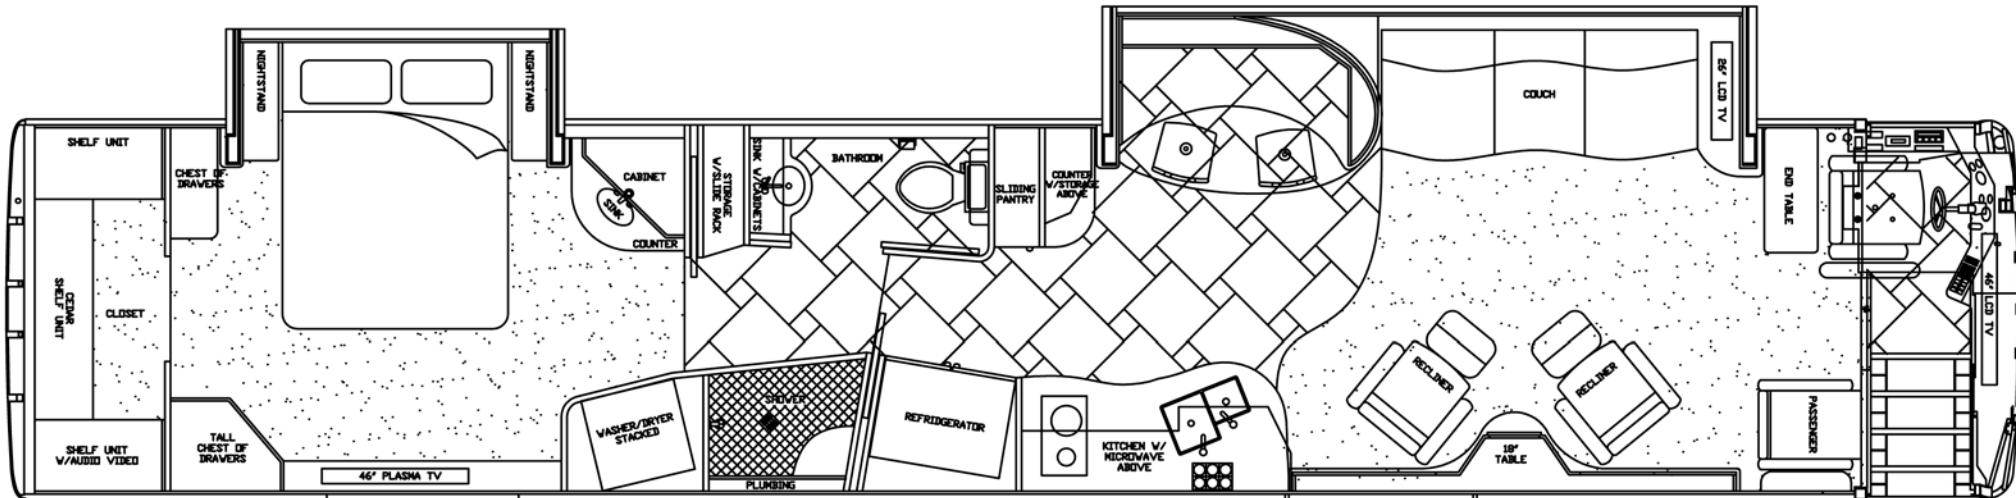 SHELF UNIT
CHEST OF
DRAWERS
NIGHTSTAND
NIGHTSTAND
CEDAR
SHELF UNIT
CLOSET
SHELF UNIT
W/AUDIO VIDEO
TALL
CHEST OF
DRAWERS
46" PLASMA TV
CABINET
SINK
COUNTER
STORAGE
W/SLIDE RACK
SINK W/CABINETS
BATHROOM
SLIDING
PANTRY
COUNTER
W/STORAGE
ABOVE
WASHER/DRYER
STACKED
SHOWER
PLUMBING
REFRIDGERATOR
KITCHEN W/
MICROWAVE
ABOVE
COUCH
26" LCD TV
END TABLE
RECLINER
RECLINER
18"
TABLE
PASSENGER
46" LCD TV